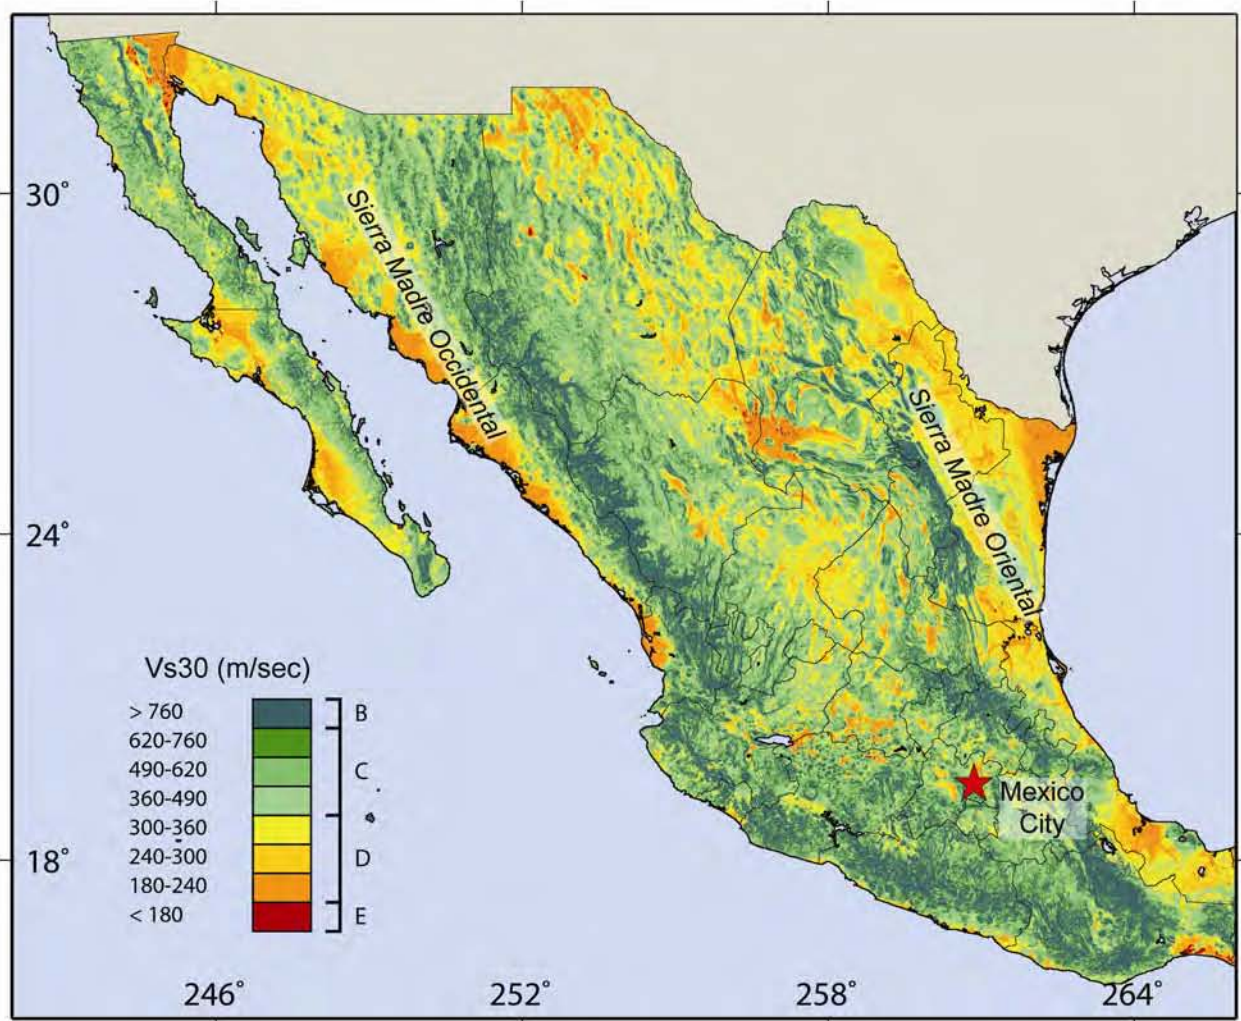 30°
24°
18°
Sierra Madre Occidental
Sierra Madre Oriental
Mexico
City
Vs30 (m/sec)
> 760
B
620-760
490-620
C
360-490
300-360
240-300
D
180-240
< 180
E
246°
252°
258°
264°